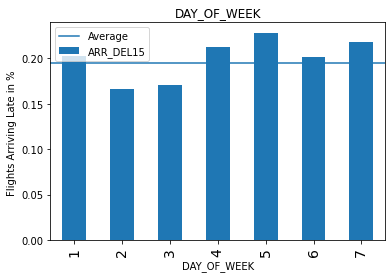 DAY_OF_WEEK
Average
ARR_DEL15
Flights Arriving Late in %
0.20
0.15
0.10
0.05
0.00
1 2 3 4 5 6 7
DAY_OF_WEEK